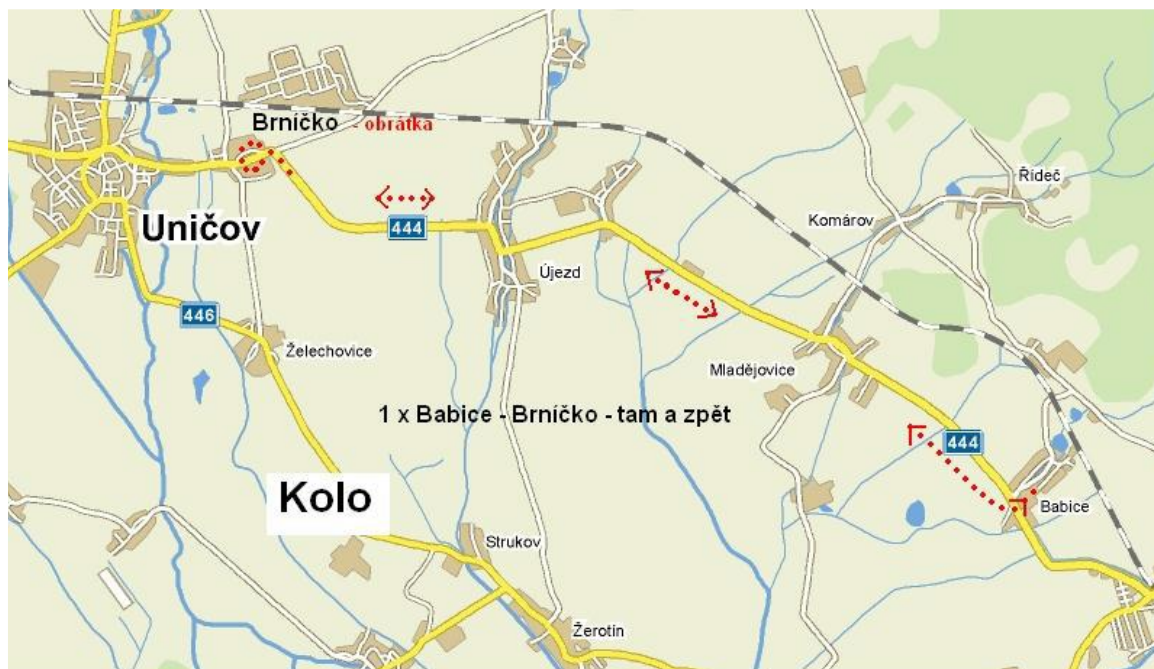 Brníčko - obrátka
Řídeč
Komárov
Uničov
444
Újezd
446
Želechovice
Mladějovice
1 x Babice - Brníčko - tam a zpět
444
Kolo
Babice
Strukov
Žerotín